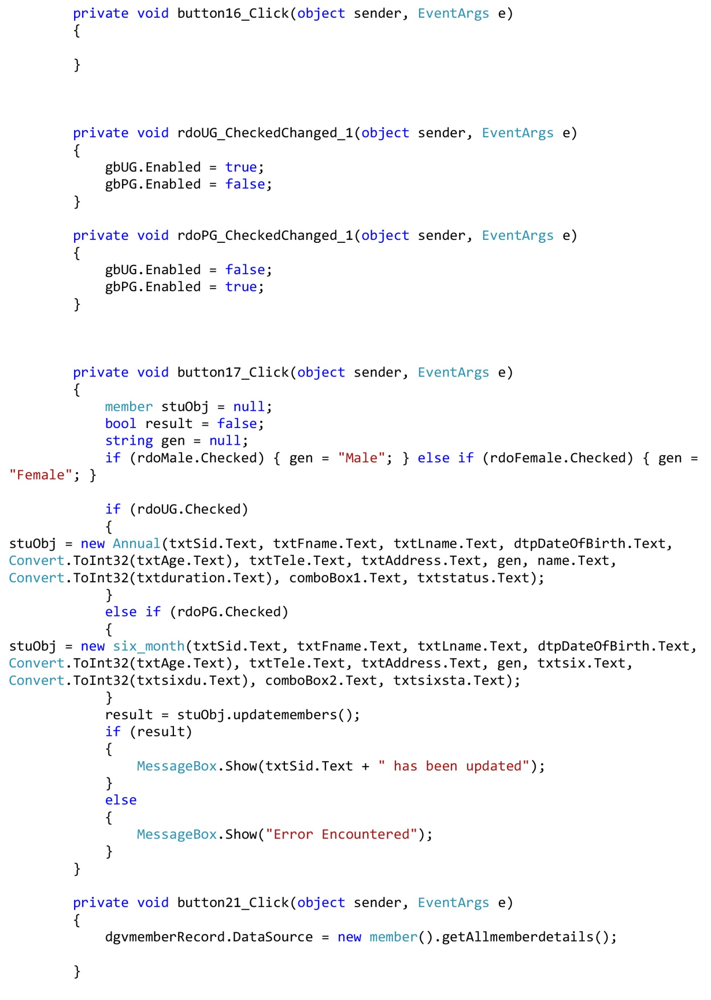 private void button16_Click(object sender, EventArgs e)
{
}
private void rdoUG_CheckedChanged_1(object sender, EventArgs e)
{
gbUG.Enabled = true;
gbPG.Enabled = false;
}
private void rdoPG_CheckedChanged_1(object sender, EventArgs e)
{
gbUG.Enabled = false;
gbPG.Enabled = true;
}
private void button17_Click(object sender, EventArgs e)
{
member stuObj = null;
bool result = false;
string gen = null;
if (rdoMale.Checked) { gen = "Male"; } else if (rdoFemale.Checked) { gen =
"Female"; }
if (rdoUG.Checked)
{
stuObj = new Annual(txtSid.Text, txtFname.Text, txtLname.Text, dtpDateOfBirth.Text,
Convert.ToInt32(txtAge.Text), txtTele.Text, txtAddress.Text, gen, name.Text,
Convert.ToInt32(txtduration.Text), comboBox1.Text, txtstatus.Text);
}
else if (rdoPG.Checked)
{
stuObj = new six_month(txtSid.Text, txtFname.Text, txtLname.Text, dtpDateOfBirth.Text,
Convert.ToInt32(txtAge.Text), txtTele.Text, txtAddress.Text, gen, txtsix.Text,
Convert.ToInt32(txtsixdu.Text), comboBox2.Text, txtsixsta.Text);
}
result = stuObj.updatemembers();
if (result)
{
MessageBox.Show(txtSid.Text + " has been updated");
}
else
{
MessageBox.Show("Error Encountered");
}
}
private void button21_Click(object sender, EventArgs e)
{
dgvmemberRecord.DataSource = new member().getAllmemberdetails();
}